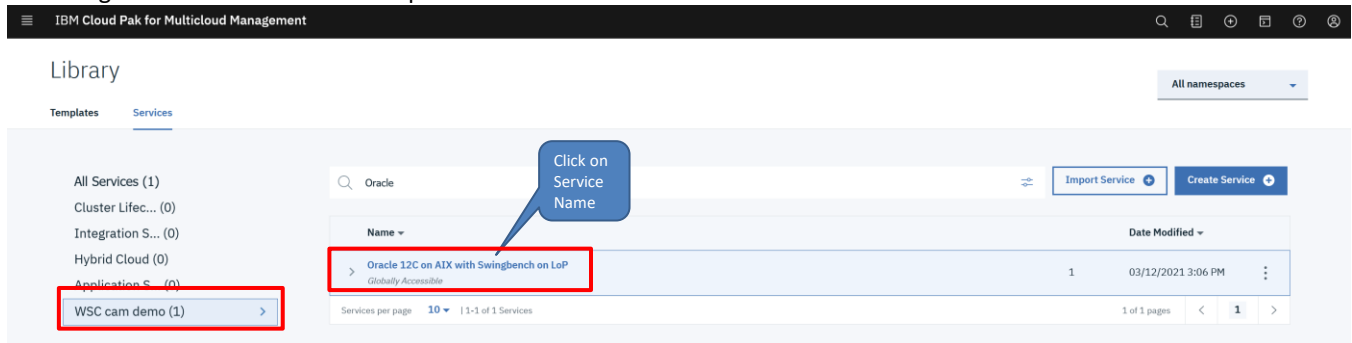 IBM Cloud Pak for Multicloud Management
Library
All namespaces
Templates Services
Click on
Service
Name
All Services (1)
Cluster Lifec... (0)
Integration S... (0)
Hybrid Cloud (0)
Application S... (0)
WSC cam demo (1)
Oracle
Import Service
Create Service
Name
Date Modified
Oracle 12C on AIX with Swingbench on LoP
Globally Accessible
1
03/12/2021 3:06 PM
Services per page 10 | 1-1 of 1 Services
1 of 1 pages
1